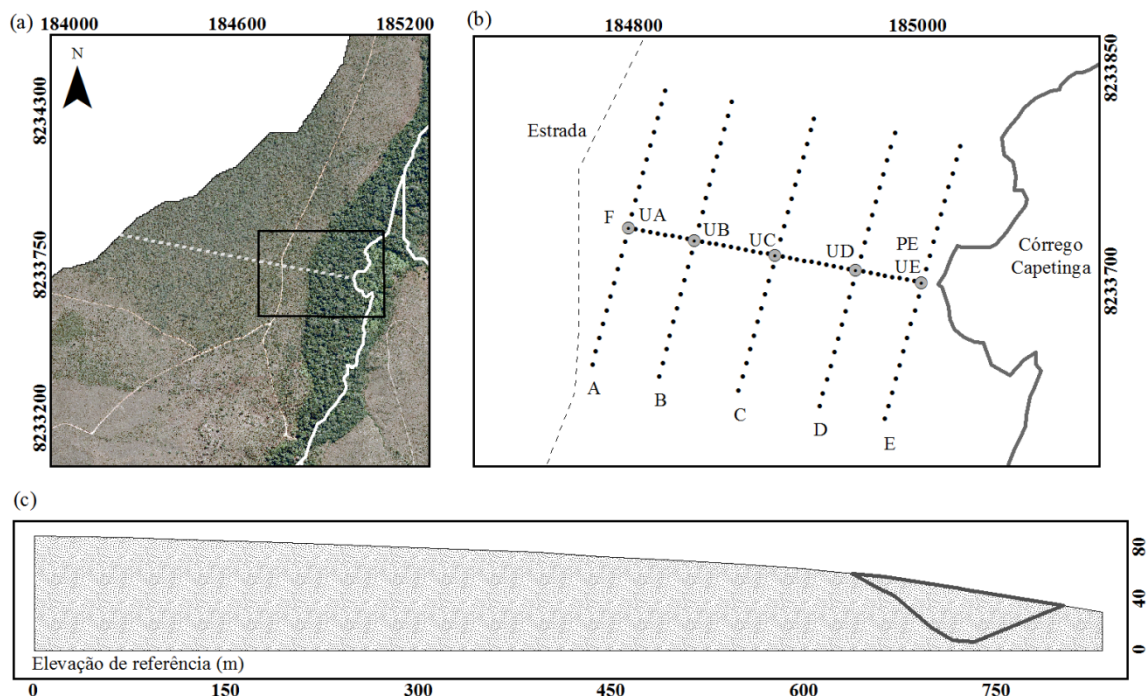 (a)
184000 184600 185200
N
8234300
8233750
8233200
(b)
184800 185000
8233850
8233700
Estrada
F UA
UB
UC
UD
PE
UE
Córrego
Capetinga
A
B
C
D
E
(c)
80
40
0
Elevação de referência (m)
0 150 300 450 600 750